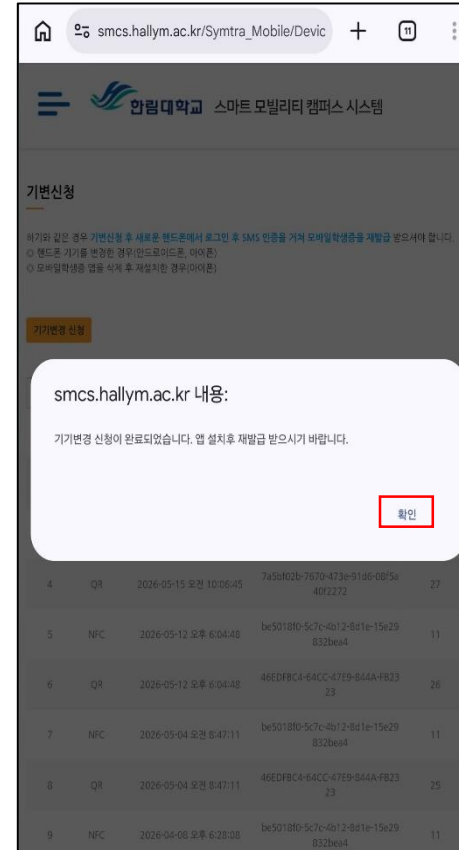 smcs.hallym.ac.kr/Symtra_Mobile/Devic
11
한림대학교 스마트 모빌리티 캠퍼스 시스템
기변신청
하기와 같은 경우 기변신청 후 새로운 핸드폰에서 로그인 후 SMS 인증을 거쳐 모바일학생증을 재발급 받으셔야 합니다.
◎ 핸드폰 기기를 변경한 경우(안드로이드폰, 아이폰)
◎ 모바일학생증 앱을 삭제 후 재설치한 경우(아이폰)
기기변경 신청
smcs.hallym.ac.kr 내용:
기기변경 신청이 완료되었습니다. 앱 설치후 재발급 받으시기 바랍니다.
확인
4 QR 2026-05-15 오전 10:06:45 27
5 NFC 2026-05-12 오후 6:04:48 be5018f0-5c7c-4b12-8d1e-15e29 11
832bea4
6 QR 2026-05-12 오후 6:04:48 46EDFBC4-64CC-47E9-844A-FB23 26
23
7 NFC 2026-05-04 오전 8:47:11 be5018f0-5c7c-4b12-8d1e-15e29 11
832bea4
8 QR 2026-05-04 오전 8:47:11 46EDFBC4-64CC-47E9-844A-FB23 25
23
9 NFC 2026-04-08 오후 6:28:08 be5018f0-5c7c-4b12-8d1e-15e29 11
832bea4